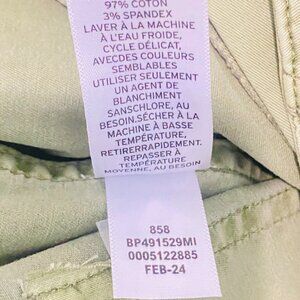 97% COTON
3% SPANDEX
LAVER À LA MACHINE
À L'EAU FROIDE,
CYCLE DÉLICAT,
AVECDES COULEURS
SEMBLABLES
UTILISER SEULEMENT
UN AGENT DE
BLANCHIMENT
SANSCHLORE, AU
BESOIN.SÉCHER À LA
MACHINE À BASSE
TEMPÉRATURE,
RETIRERRAPIDEMENT.
REPASSER À
TEMPÉRATURE
MOYENNE, AU BESOIN
858
BP491529MI
0005122885
FEB-24